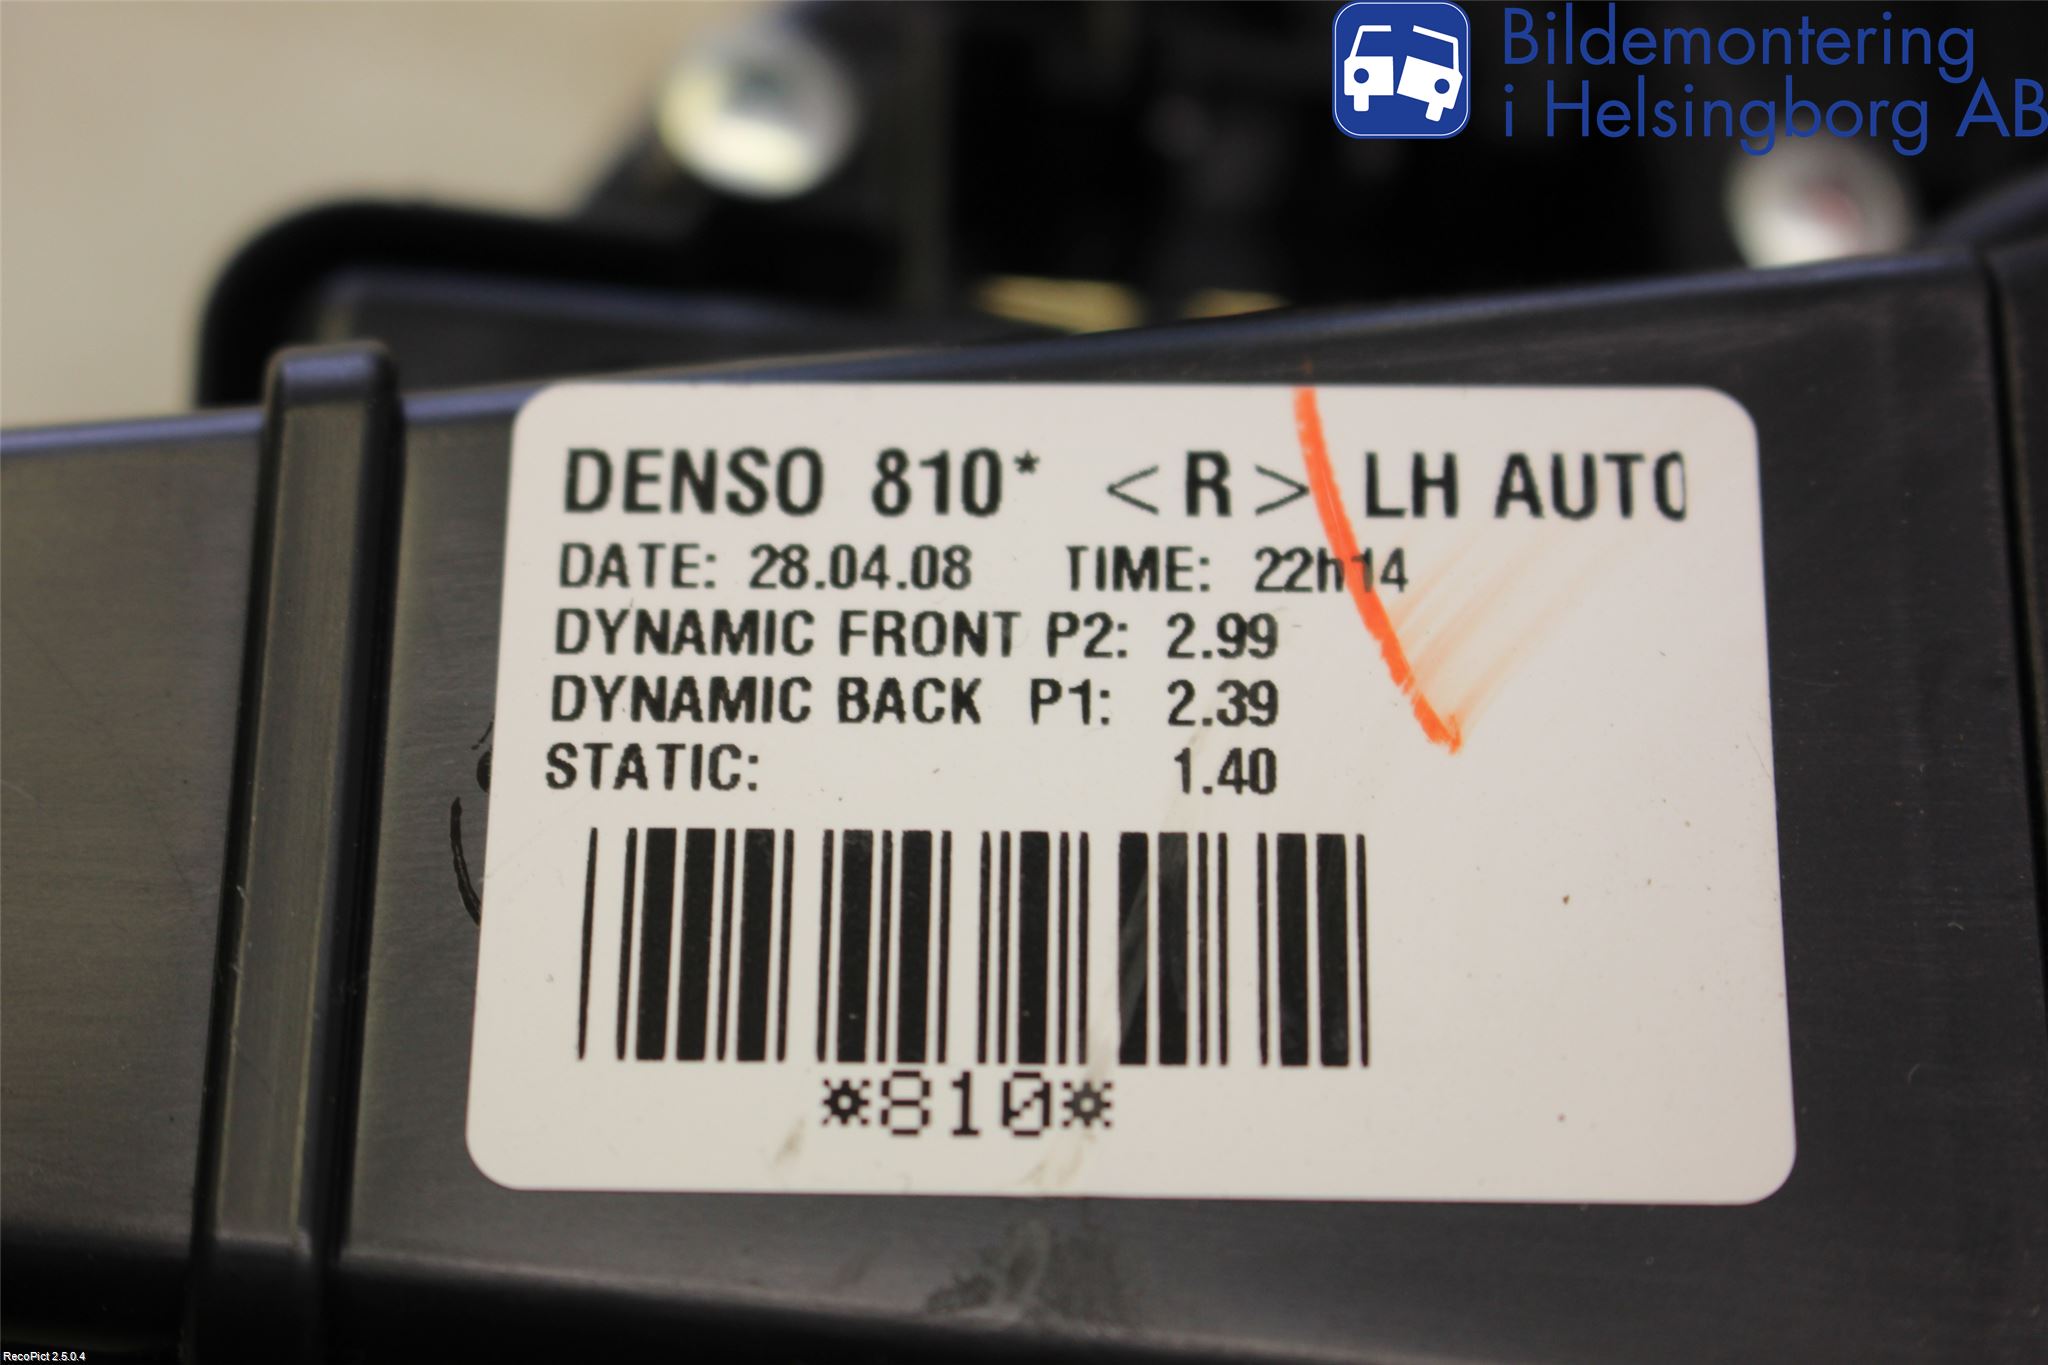 Bildemontering
i Helsingborg AB
DENSO 810* <R> LH AUTO
DATE: 28.04.08 TIME: 22h14
DYNAMIC FRONT P2: 2.99
DYNAMIC BACK P1: 2.39
STATIC: 1.40
*810*
RecoPict 2.5.0.4